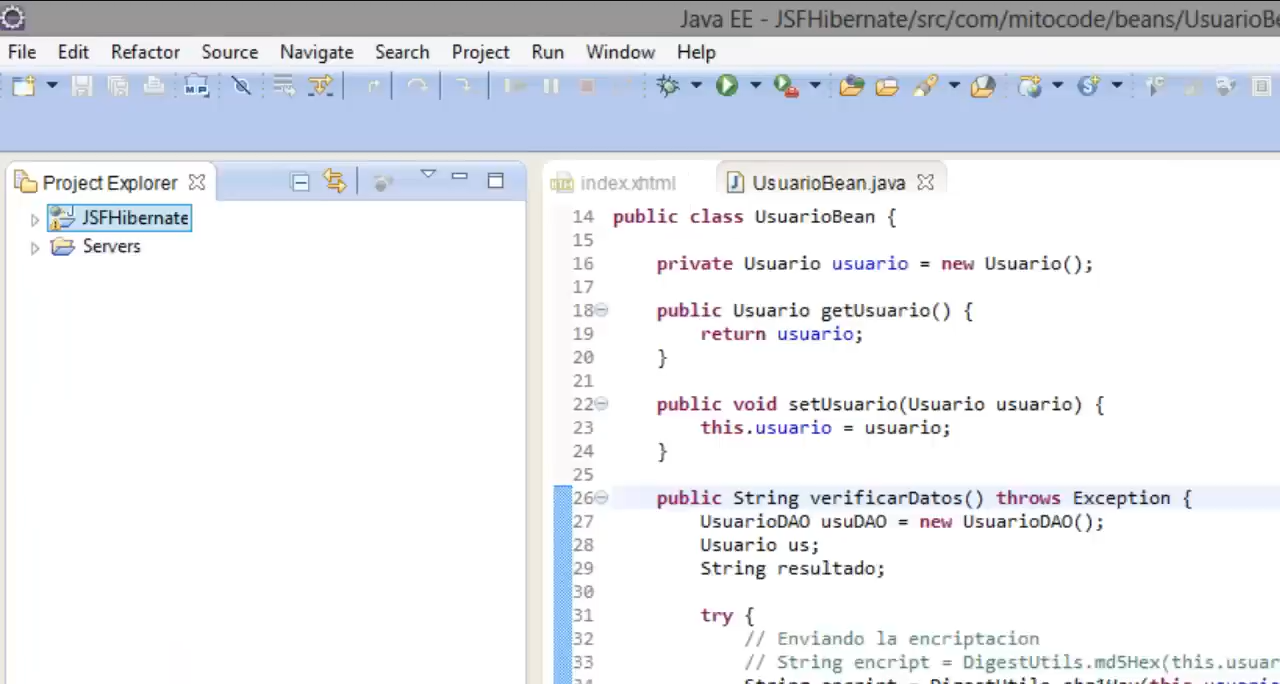 Java EE - JSFHibernate/src/com/mitocode/beans/UsuarioBe
File Edit Refactor Source Navigate Search Project Run Window Help
Project Explorer
JSFHibernate
Servers
index.xhtml UsuarioBean.java
14 public class UsuarioBean {
15
16 private Usuario usuario = new Usuario();
17
18 public Usuario getUsuario() {
19 return usuario;
20 }
21
22 public void setUsuario(Usuario usuario) {
23 this.usuario = usuario;
24 }
25
26 public String verificarDatos() throws Exception {
27 UsuarioDAO usuDAO = new UsuarioDAO();
28 Usuario us;
29 String resultado;
30
31 try {
32 // Enviando la encriptacion
33 // String encript = DigestUtils.md5Hex(this.usuar